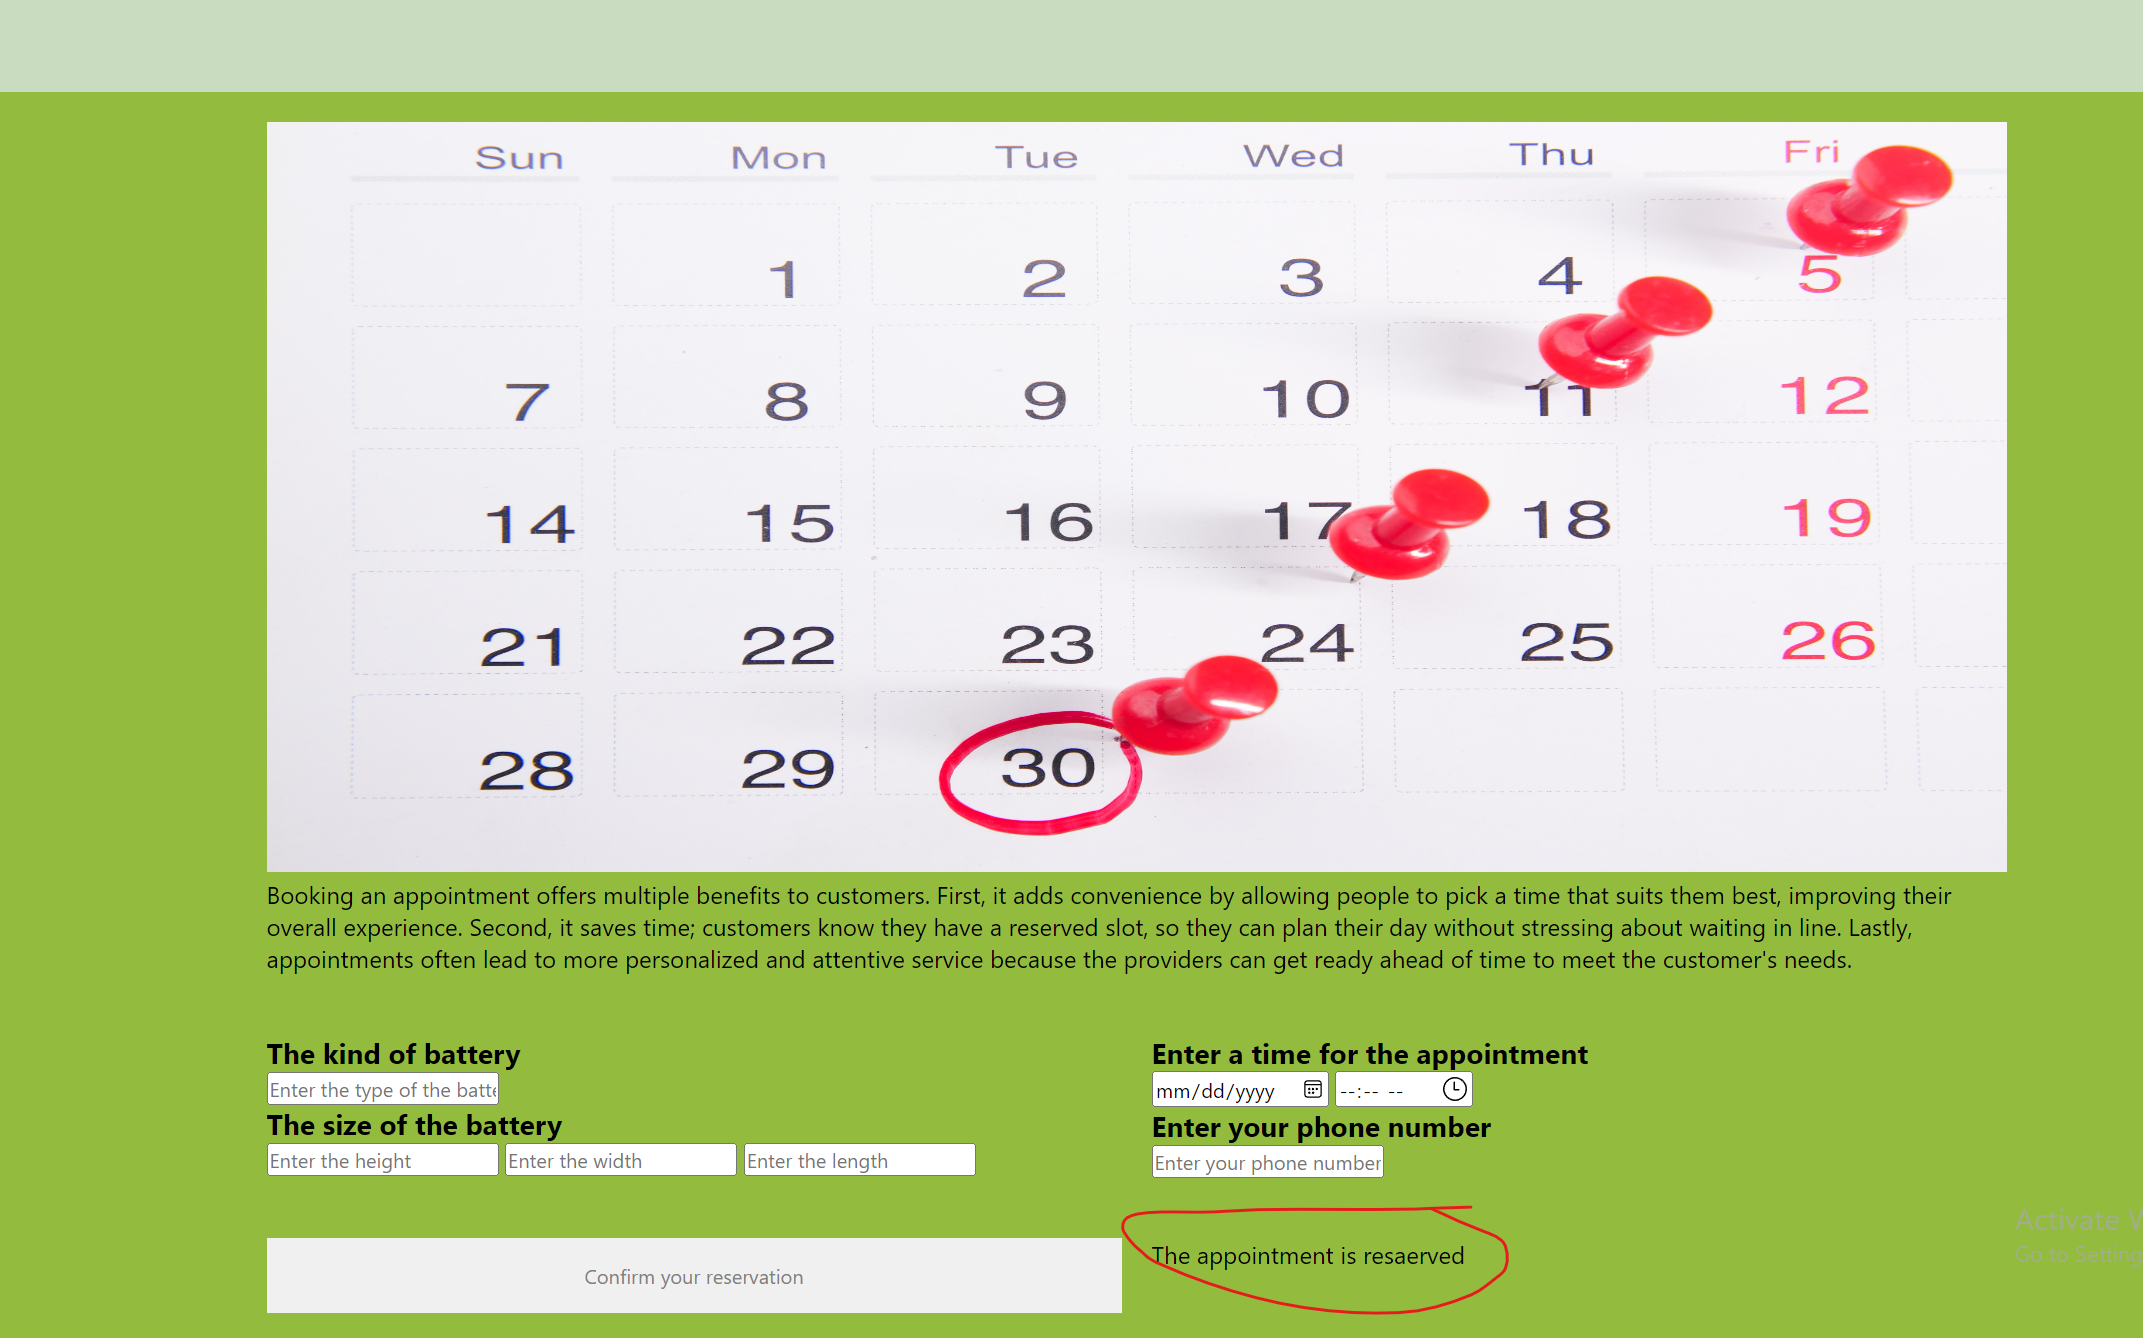 Sun Mon Tue Wed Thu Fri
1 2 3 4 5
7 8 9 10 11 12
14 15 16 17 18 19
21 22 23 24 25 26
28 29 30
Booking an appointment offers multiple benefits to customers. First, it adds convenience by allowing people to pick a time that suits them best, improving their
overall experience. Second, it saves time; customers know they have a reserved slot, so they can plan their day without stressing about waiting in line. Lastly,
appointments often lead to more personalized and attentive service because the providers can get ready ahead of time to meet the customer's needs.
The kind of battery
Enter the type of the batte
The size of the battery
Enter the height Enter the width Enter the length
Enter a time for the appointment
mm/dd/yyyy --:-- --
Enter your phone number
Enter your phone number
Confirm your reservation
The appointment is resaerved
Activate W
Go to Setting